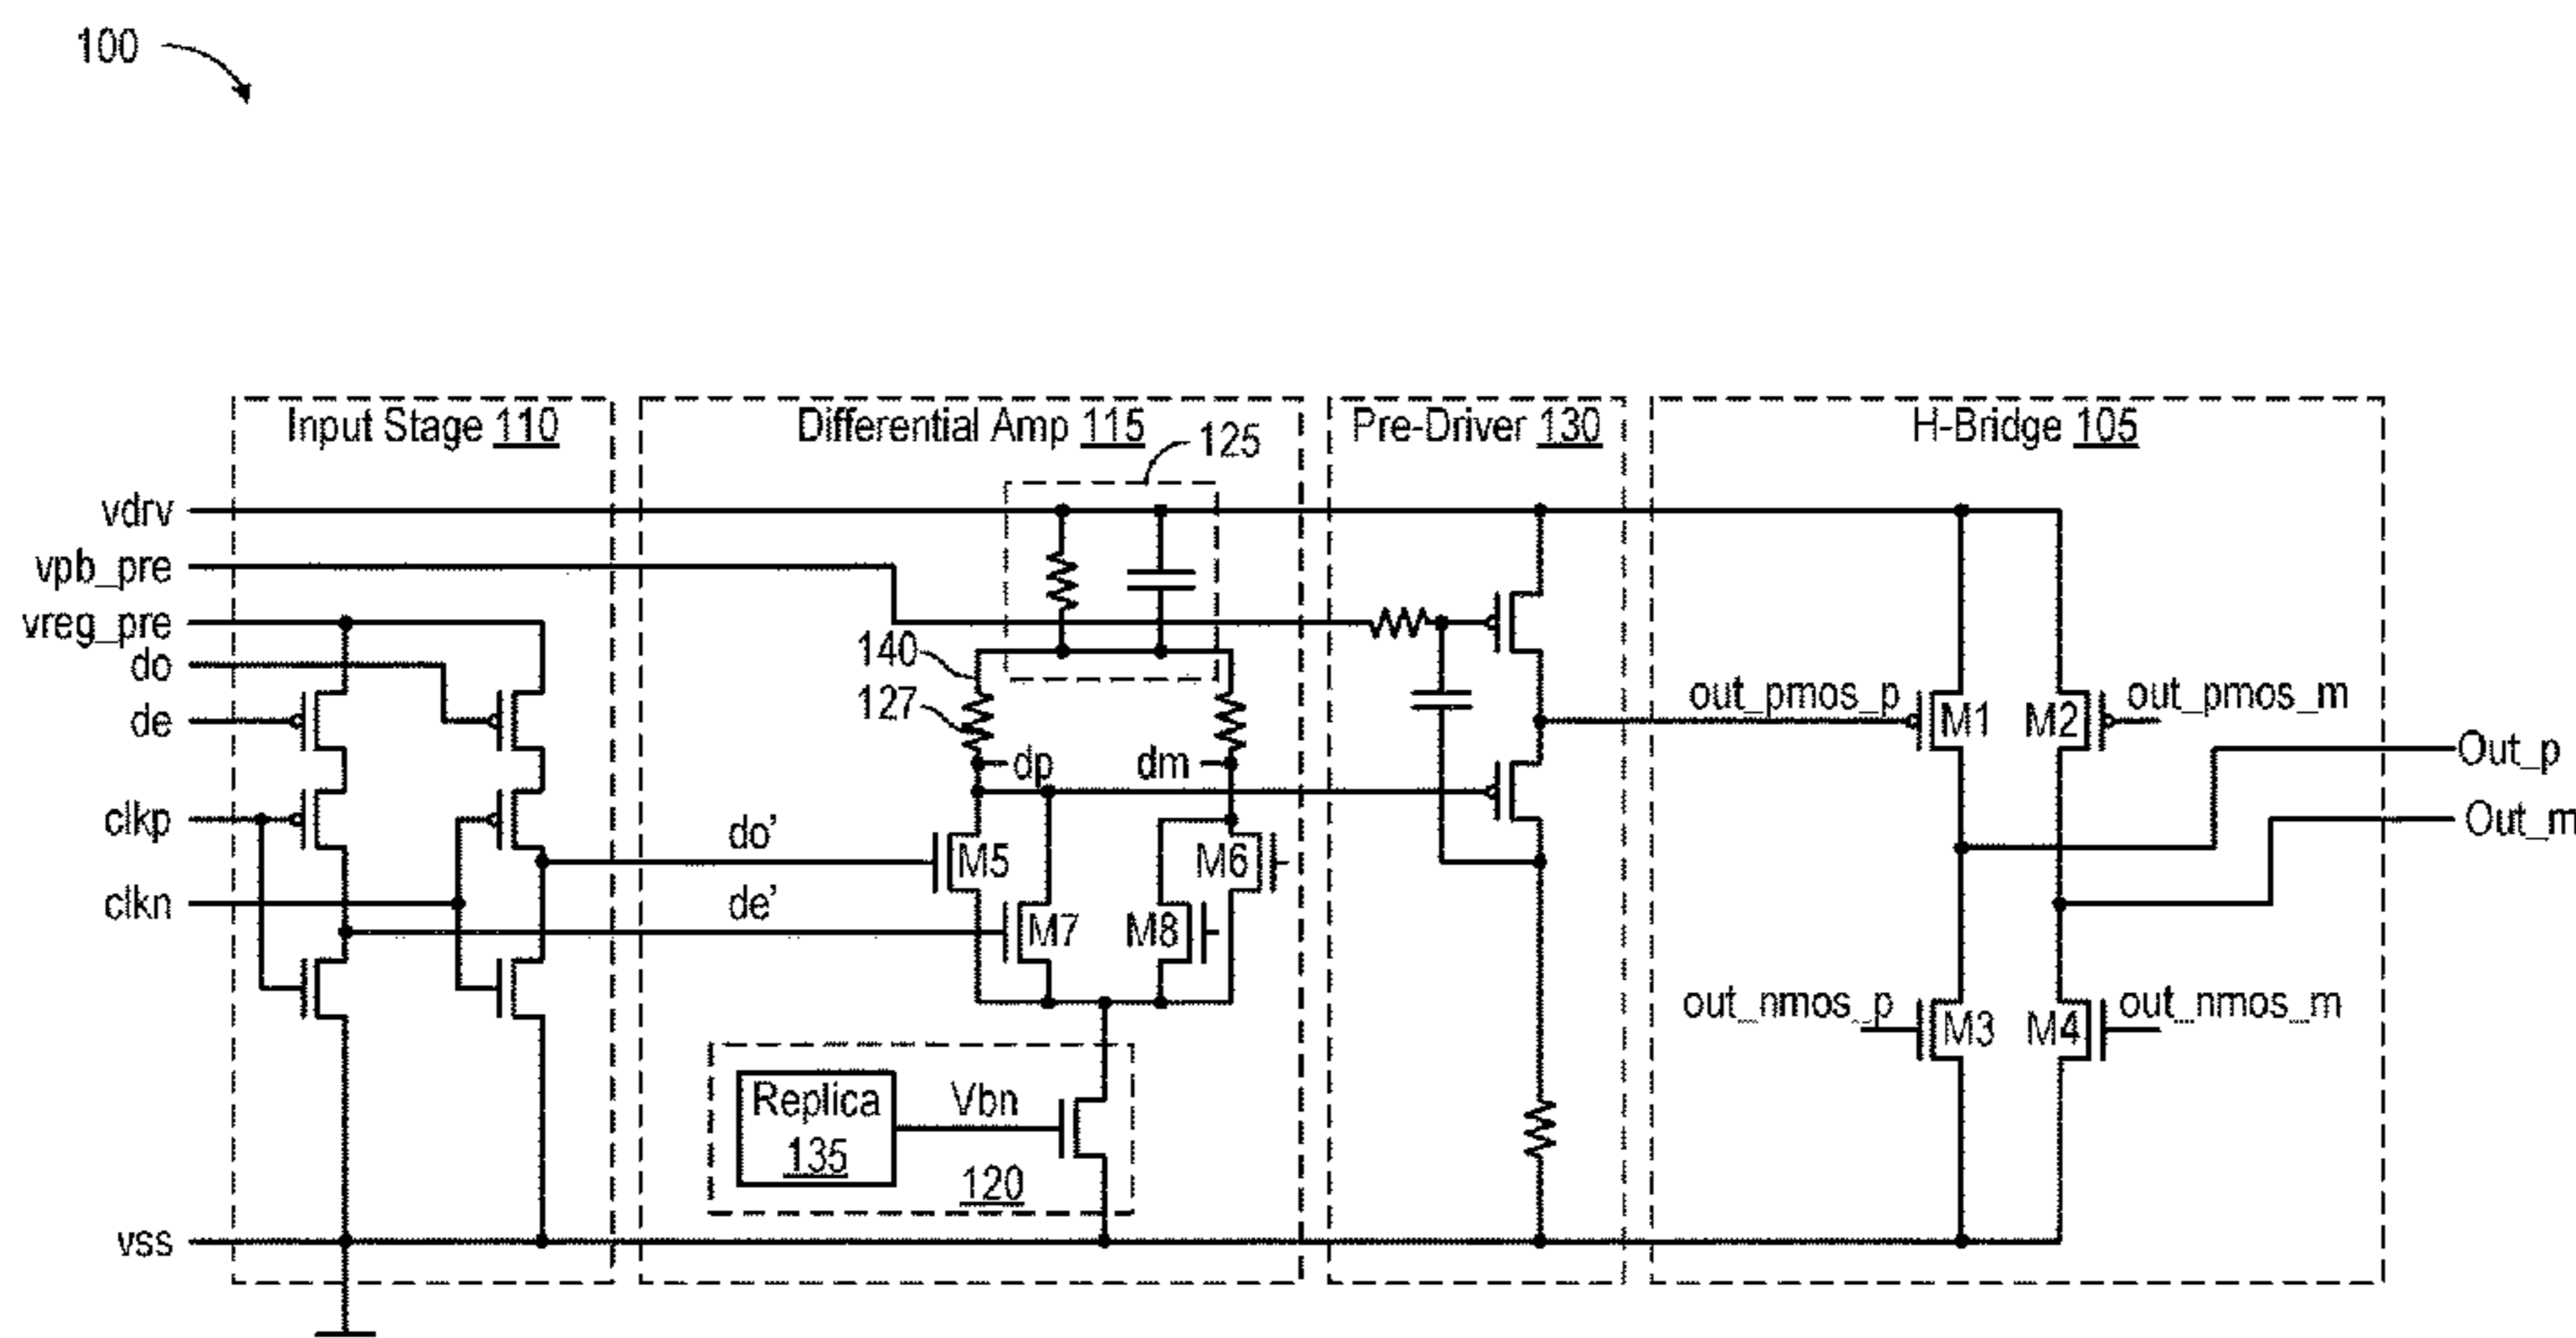 100
Input Stage 110
Differential Amp 115
Pre-Driver 130
H-Bridge 105
125
vdrv
vpb_pre
vreg_pre
do
de
clkp
clkn
vss
140
127
dp
dm
do'
de'
M5
M6
M7
M8
Replica
135
Vbn
120
out_pmos_p
M1
M2
out_pmos_m
Out_p
Out_m
out_nmos_p
M3
M4
out_nmos_m